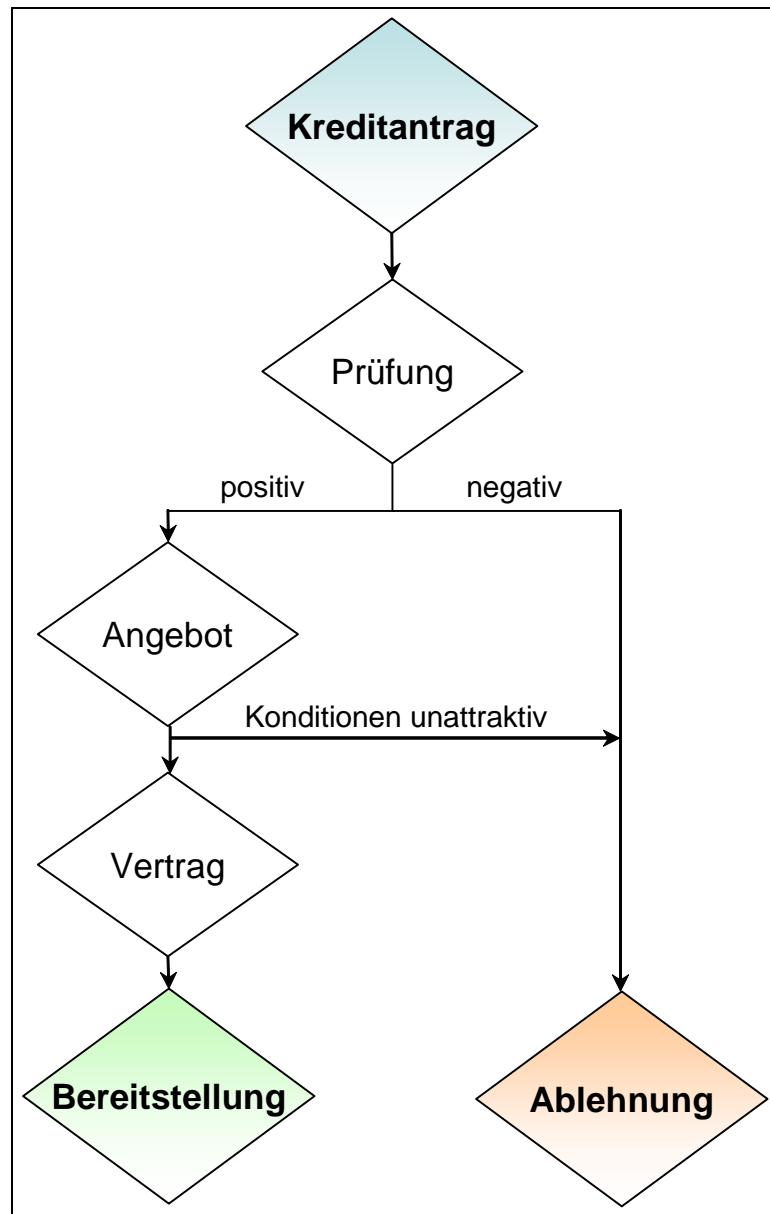 Kreditantrag
Prüfung
positiv
negativ
Angebot
Konditionen unattraktiv
Vertrag
Bereitstellung
Ablehnung